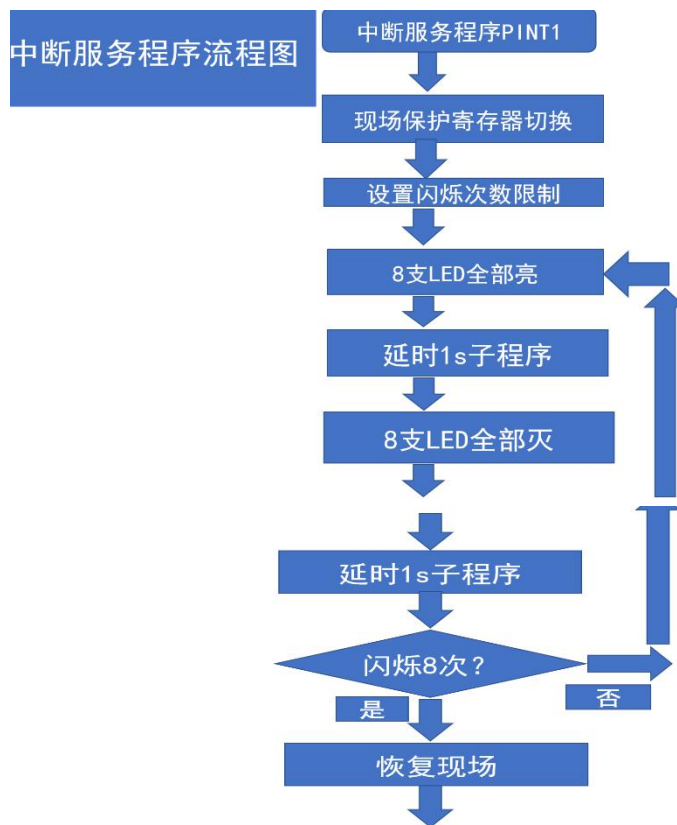 中断服务程序流程图
中断服务程序PINT1
现场保护寄存器切换
设置闪烁次数限制
8支LED全部亮
延时1s子程序
8支LED全部灭
延时1s子程序
闪烁8次?
是
否
恢复现场